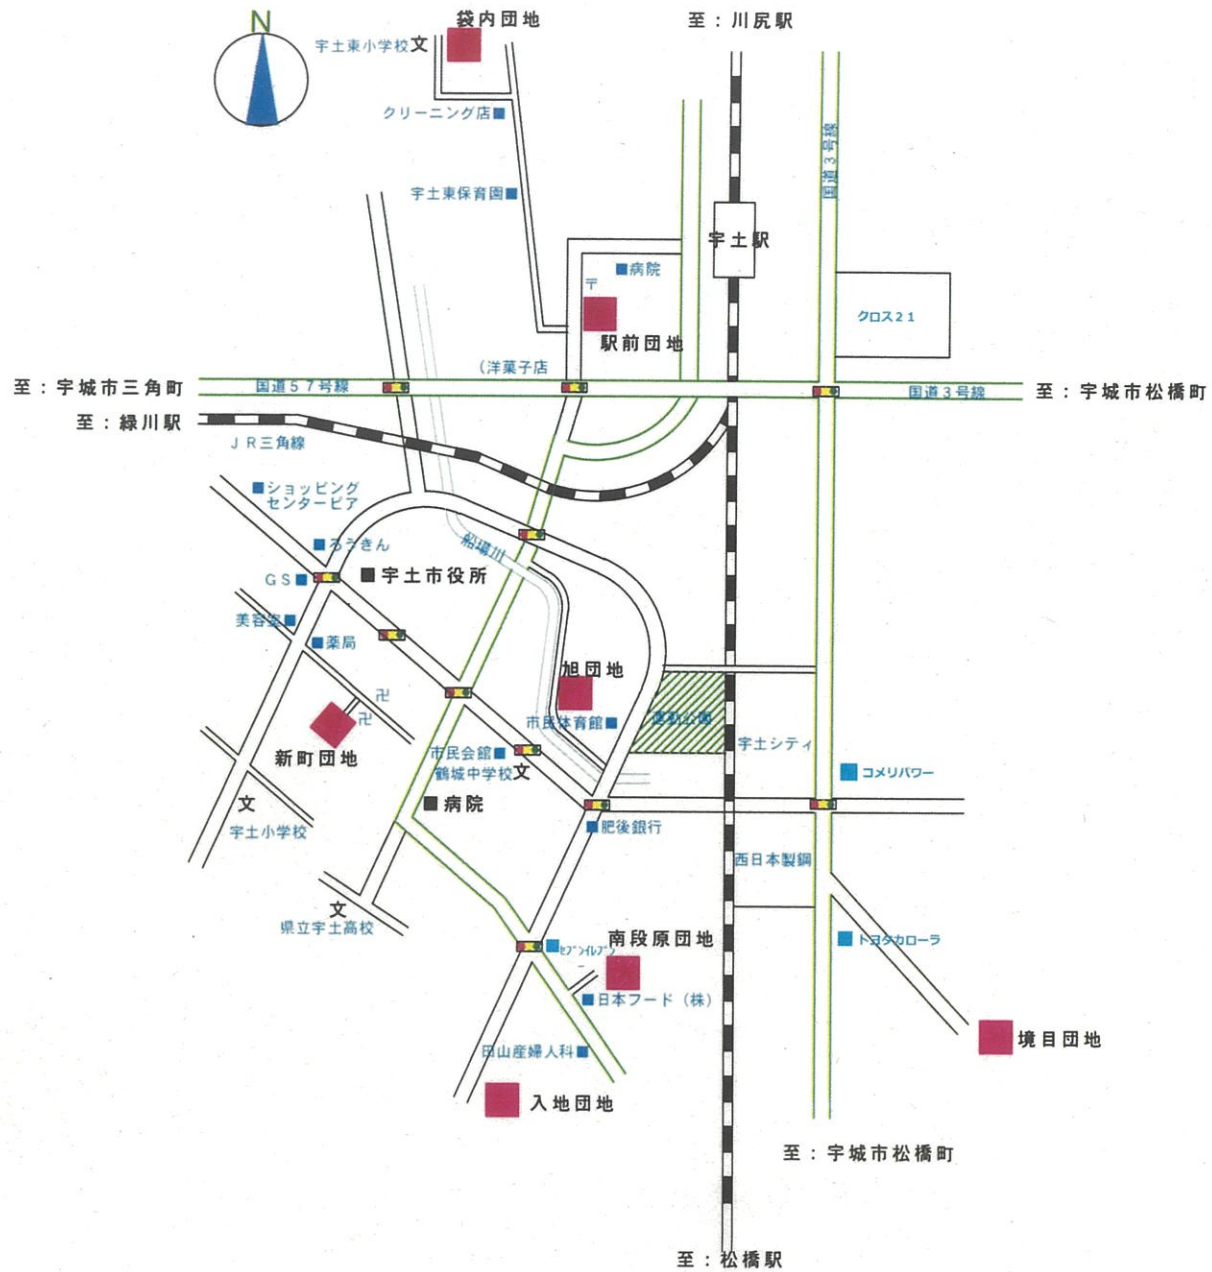 N
袋内団地
至：川尻駅
宇土東小学校文
クリーニング店
国道３号線
宇土東保育園
宇土駅
病院
〒
クロス２１
駅前団地
（洋菓子店
至：宇城市三角町
国道５７号線
国道３号線
至：宇城市松橋町
至：緑川駅
ＪＲ三角線
ショッピング
センターピア
ろうきん
船場川
ＧＳ
宇土市役所
美容室
薬局
旭団地
卍
卍
市民体育館
運動公園
新町団地
市民会館
宇土シティ
鶴城中学校文
コメリパワー
文
病院
宇土小学校
肥後銀行
西日本製鋼
文
県立宇土高校
ｾﾌﾞﾝｲﾚﾌﾞﾝ
南段原団地
トヨタカローラ
日本フード（株）
田山産婦人科
境目団地
入地団地
至：宇城市松橋町
至：松橋駅